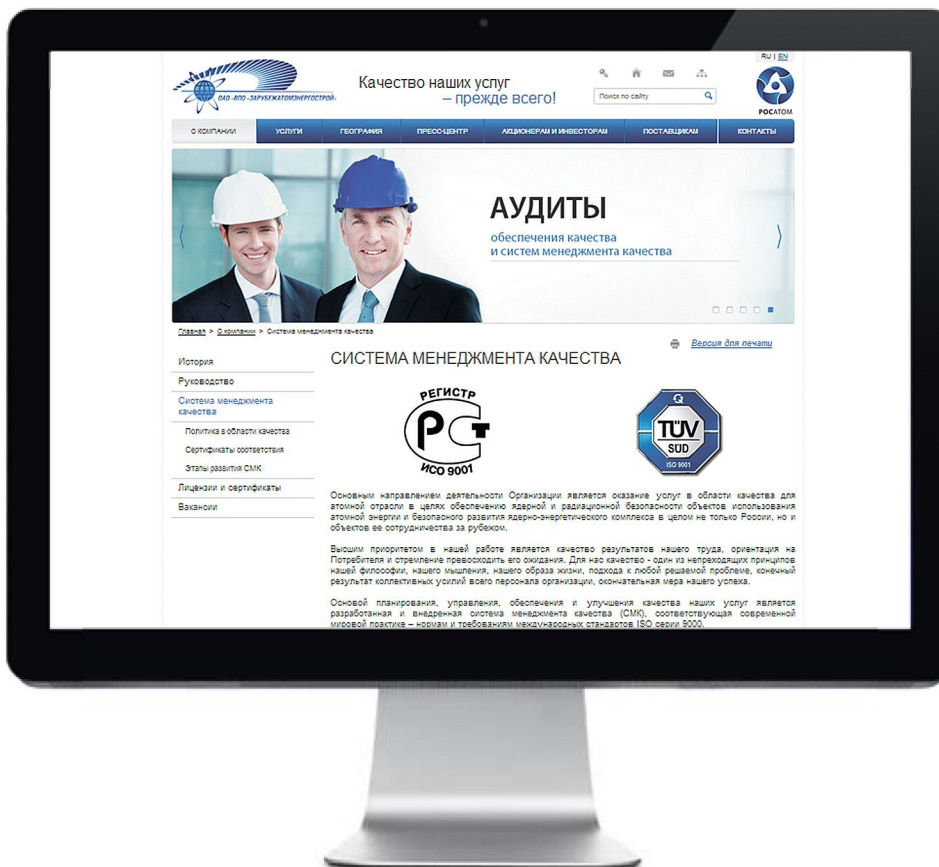 RU | EN
ОАО «ВПО «ЗАРУБЕЖАТОМЭНЕРГОСТРОЙ»
Качество наших услуг
– прежде всего!
Поиск по сайту
РОСАТОМ
О КОМПАНИИ УСЛУГИ ГЕОГРАФИЯ ПРЕСС-ЦЕНТР АКЦИОНЕРАМ И ИНВЕСТОРАМ ПОСТАВЩИКАМ КОНТАКТЫ
АУДИТЫ
обеспечения качества
и систем менеджмента качества
Главная > О компании > Система менеджмента качества
Версия для печати
История
Руководство
Система менеджмента
качества
Политика в области качества
Сертификаты соответствия
Этапы развития СМК
Лицензии и сертификаты
Вакансии
СИСТЕМА МЕНЕДЖМЕНТА КАЧЕСТВА
РЕГИСТР
РСТ
ИСО 9001
TÜV
SÜD
ISO 9001
Основным направлением деятельности Организации является оказание услуг в области качества для
атомной отрасли в целях обеспечению ядерной и радиационной безопасности объектов использования
атомной энергии и безопасного развития ядерно-энергетического комплекса в целом не только России, но и
объектов ее сотрудничества за рубежом.
Высшим приоритетом в нашей работе является качество результатов нашего труда, ориентация на
Потребителя и стремление превосходить его ожидания. Для нас качество - один из непреходящих принципов
нашей философии, нашего мышления, нашего образа жизни, подхода к любой решаемой проблеме, конечный
результат коллективных усилий всего персонала организации, окончательная мера нашего успеха.
Основой планирования, управления, обеспечения и улучшения качества наших услуг является
разработанная и внедренная система менеджмента качества (СМК), соответствующая современной
мировой практике – нормам и требованиям международных стандартов ISO серии 9000.